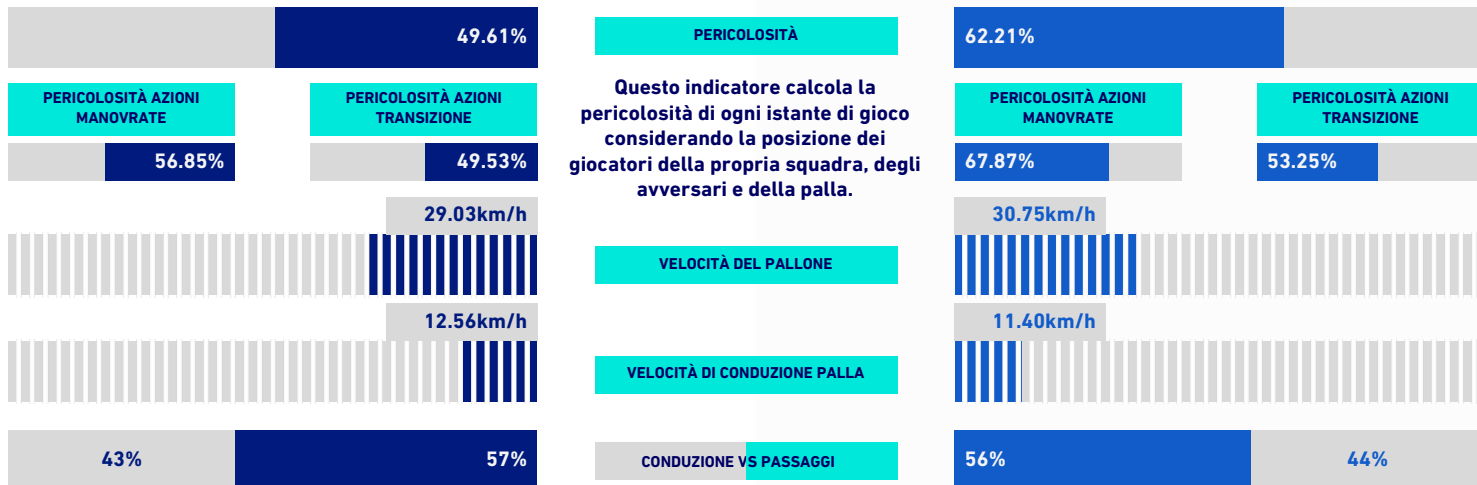 49.61%
PERICOLOSITÀ
62.21%
PERICOLOSITÀ AZIONI
MANOVRATE
56.85%
PERICOLOSITÀ AZIONI
TRANSIZIONE
49.53%
Questo indicatore calcola la
pericolosità di ogni istante di gioco
considerando la posizione dei
giocatori della propria squadra, degli
avversari e della palla.
PERICOLOSITÀ AZIONI
MANOVRATE
67.87%
PERICOLOSITÀ AZIONI
TRANSIZIONE
53.25%
29.03km/h
VELOCITÀ DEL PALLONE
30.75km/h
12.56km/h
VELOCITÀ DI CONDUZIONE PALLA
11.40km/h
43%
57%
CONDUZIONE VS PASSAGGI
56%
44%